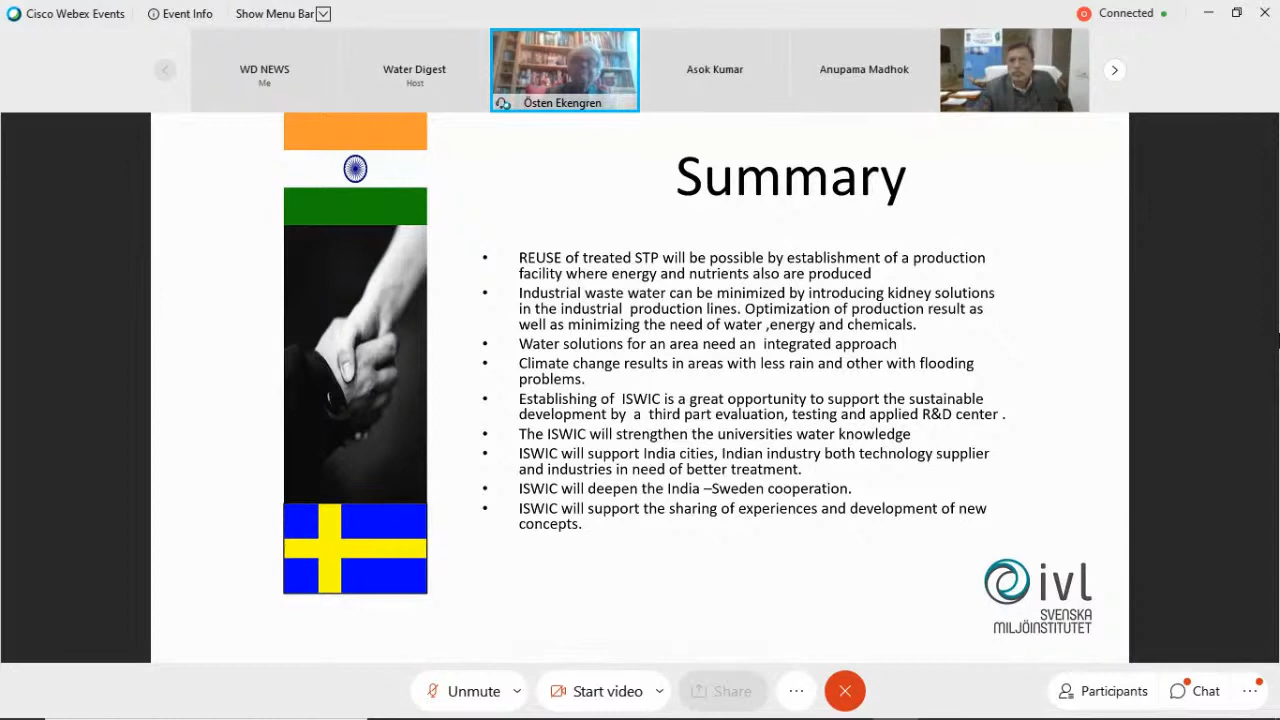 Cisco Webex Events
Event Info
Show Menu Bar
Connected
WD NEWS
Me
Water Digest
Host
Östen Ekengren
Asok Kumar
Anupama Madhok
Summary
• REUSE of treated STP will be possible by establishment of a production
facility where energy and nutrients also are produced
• Industrial waste water can be minimized by introducing kidney solutions
in the industrial production lines. Optimization of production result as
well as minimizing the need of water ,energy and chemicals.
• Water solutions for an area need an integrated approach
• Climate change results in areas with less rain and other with flooding
problems.
• Establishing of ISWIC is a great opportunity to support the sustainable
development by a third part evaluation, testing and applied R&D center .
• The ISWIC will strengthen the universities water knowledge
• ISWIC will support India cities, Indian industry both technology supplier
and industries in need of better treatment.
• ISWIC will deepen the India –Sweden cooperation.
• ISWIC will support the sharing of experiences and development of new
concepts.
ivl
SVENSKA
MILJÖINSTITUTET
Unmute
Start video
Share
Participants
Chat